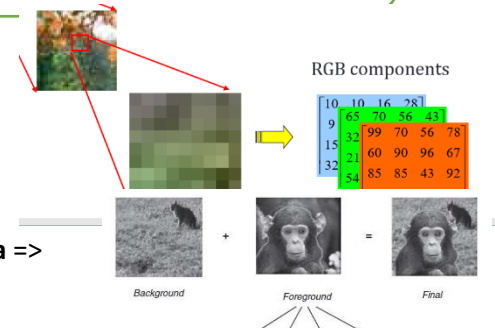 RGB components
10 10 16 28
9
15
32
65 70 56 43
32
21
54
99 70 56 78
60 90 96 67
85 85 43 92
+
=
=>
Background
Foreground
Final